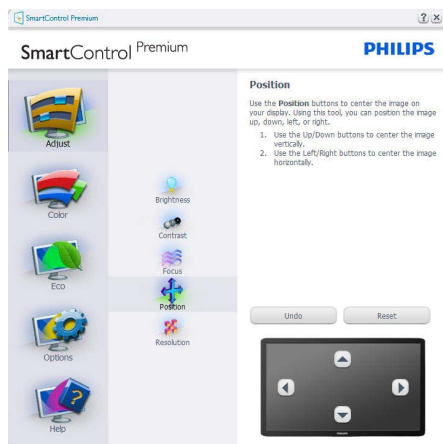 SmartControl Premium
SmartControl Premium
PHILIPS
Adjust
Color
Eco
Options
Help
Brightness
Contrast
Focus
Position
Resolution
Position
Use the Position buttons to center the image on
your display. Using this tool, you can position the image
up, down, left, or right.
1. Use the Up/Down buttons to center the image
vertically.
2. Use the Left/Right buttons to center the image
horizontally.
Undo
Reset
PHILIPS